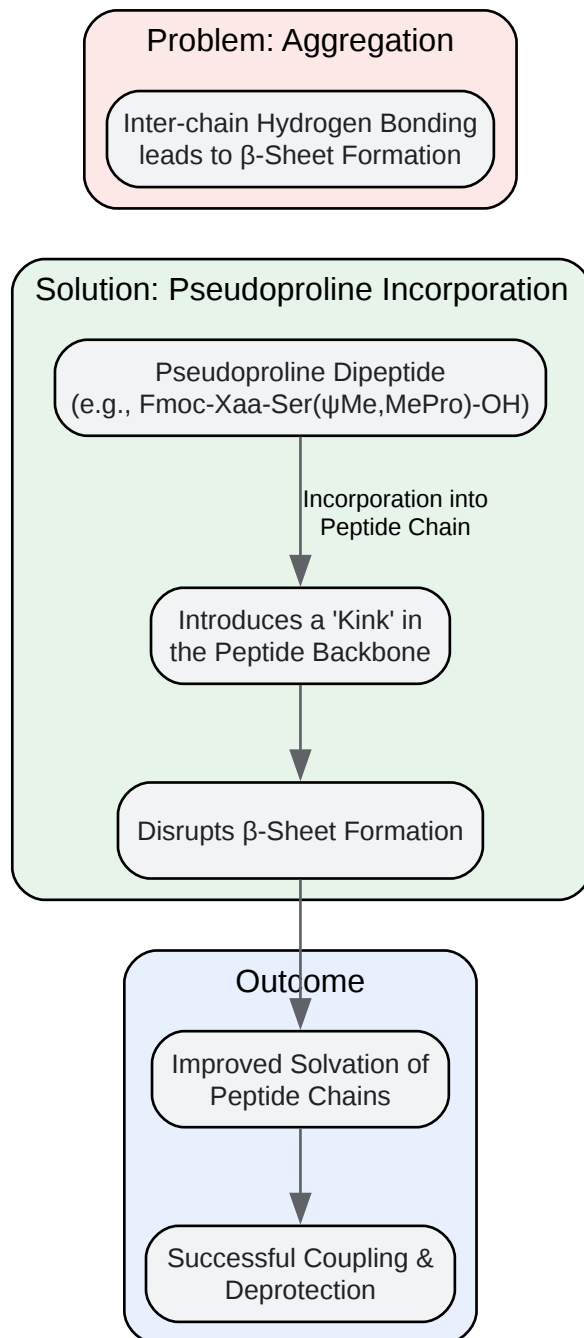 Problem: Aggregation
Inter-chain Hydrogen Bonding
leads to β-Sheet Formation
Solution: Pseudoproline Incorporation
Pseudoproline Dipeptide
(e.g., Fmoc-Xaa-Ser(ψMe,MePro)-OH)
Incorporation into
Peptide Chain
Introduces a 'Kink' in
the Peptide Backbone
Disrupts β-Sheet Formation
Outcome
Improved Solvation of
Peptide Chains
Successful Coupling &
Deprotection